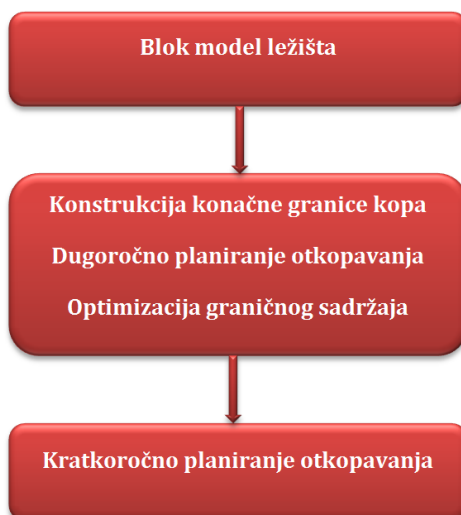 Blok model ležišta
Konstrukcija konačne granice kopa
Dugoročno planiranje otkopavanja
Optimizacija graničnog sadržaja
Kratkoročno planiranje otkopavanja